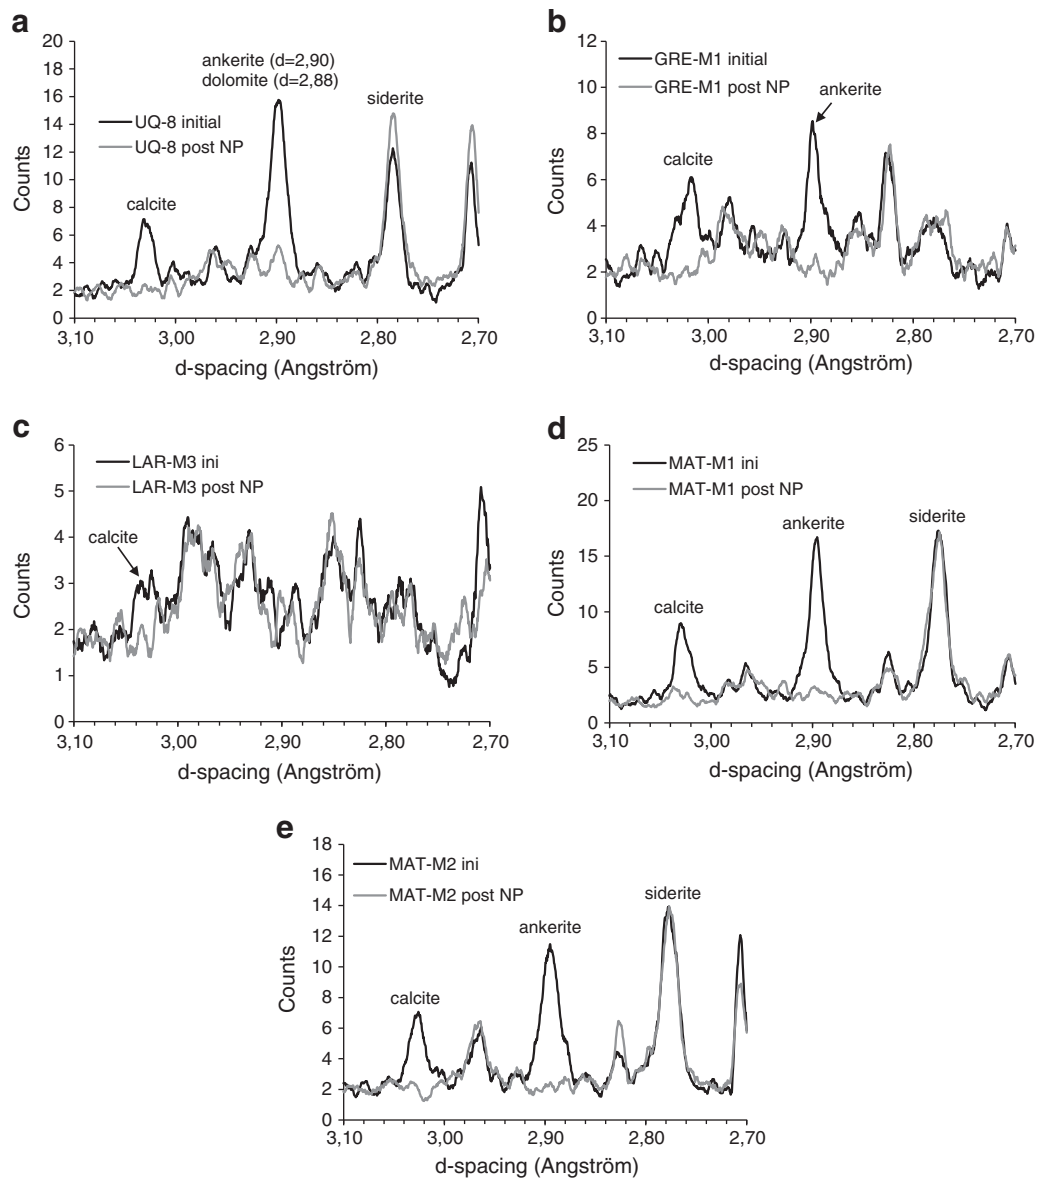 a
20
18
16
14
12
10
8
6
4
2
0
Counts
ankerite (d=2,90)
dolomite (d=2,88)
siderite
UQ-8 initial
UQ-8 post NP
calcite
3,10
3,00
2,90
2,80
2,70
d-spacing (Angström)
b
12
10
8
6
4
2
0
Counts
GRE-M1 initial
GRE-M1 post NP
ankerite
calcite
3,10
3,00
2,90
2,80
2,70
d-spacing (Angström)
c
6
5
4
3
2
1
0
Counts
LAR-M3 ini
LAR-M3 post NP
calcite
3,10
3,00
2,90
2,80
2,70
d-spacing (Angström)
d
25
20
15
10
5
0
Counts
MAT-M1 ini
MAT-M1 post NP
ankerite
siderite
calcite
3,10
3,00
2,90
2,80
2,70
d-spacing (Angström)
e
18
16
14
12
10
8
6
4
2
0
Counts
MAT-M2 ini
MAT-M2 post NP
siderite
ankerite
calcite
3,10
3,00
2,90
2,80
2,70
d-spacing (Angström)